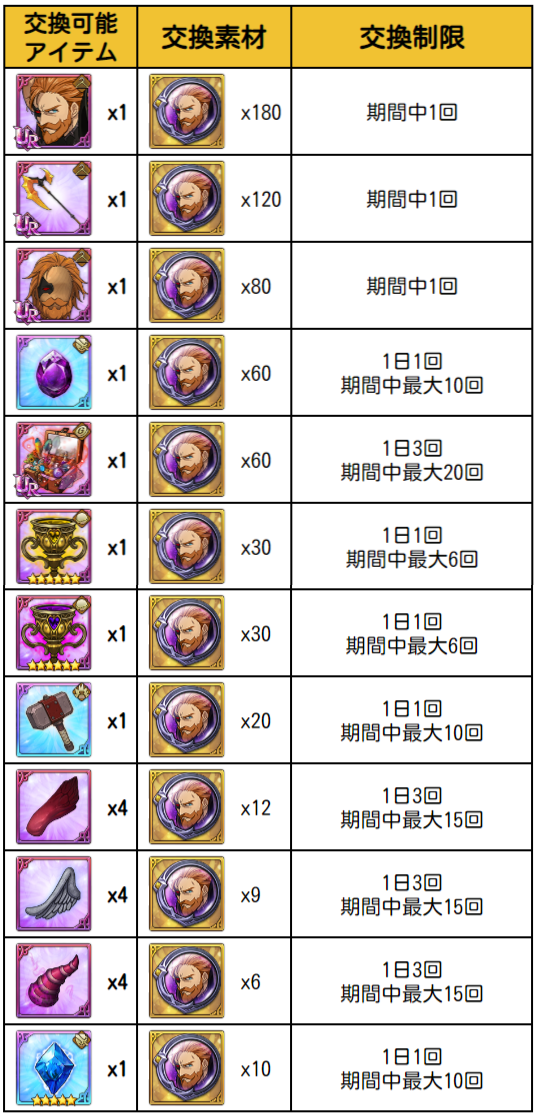 交換可能
アイテム
交換素材
交換制限
UR
x1
x180
期間中1回
UR
x1
x120
期間中1回
UR
x1
x80
期間中1回
x1
x60
1日1回
期間中最大10回
UR
x1
x60
1日3回
期間中最大20回
x1
x30
1日1回
期間中最大6回
x1
x30
1日1回
期間中最大6回
x1
x20
1日1回
期間中最大10回
x4
x12
1日3回
期間中最大15回
x4
x9
1日3回
期間中最大15回
x4
x6
1日3回
期間中最大15回
x1
x10
1日1回
期間中最大10回